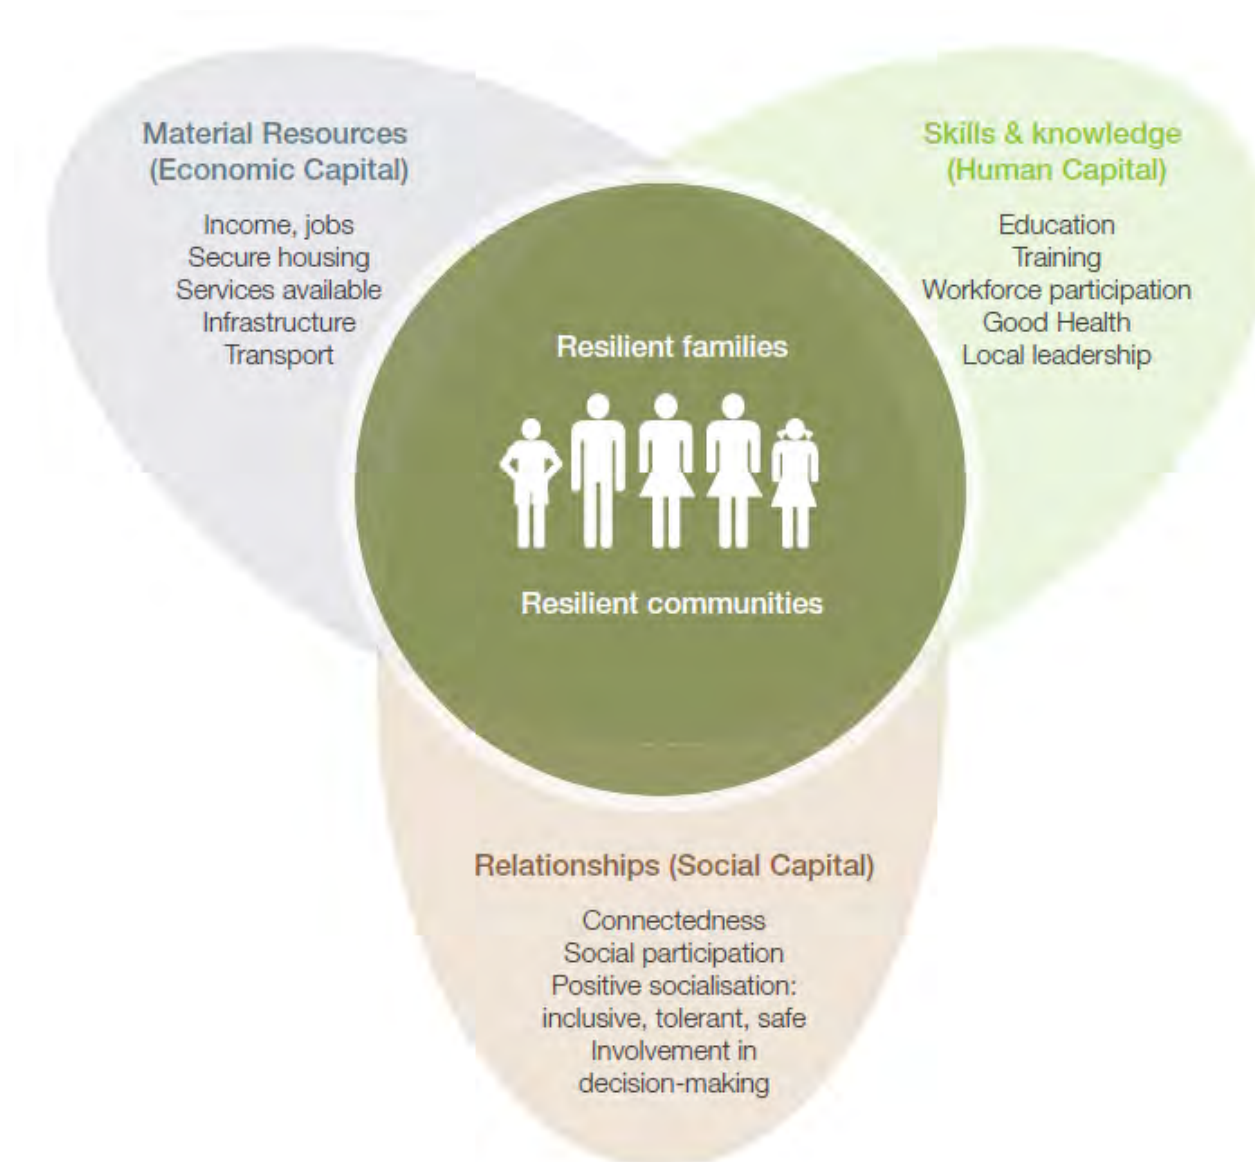 Material Resources
(Economic Capital)
Income, jobs
Secure housing
Services available
Infrastructure
Transport
Skills & knowledge
(Human Capital)
Education
Training
Workforce participation
Good Health
Local leadership
Resilient families
Resilient communities
Relationships (Social Capital)
Connectedness
Social participation
Positive socialisation:
inclusive, tolerant, safe
Involvement in
decision-making